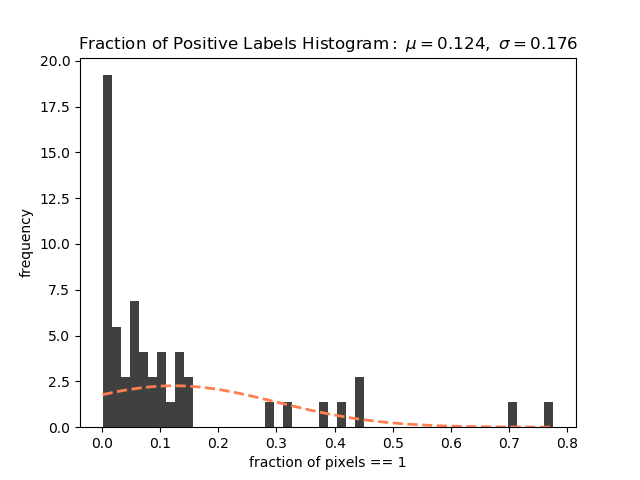 Fraction of Positive Labels Histogram: μ = 0.124, σ = 0.176
20.0
17.5
15.0
12.5
10.0
7.5
5.0
2.5
0.0
frequency
0.0 0.1 0.2 0.3 0.4 0.5 0.6 0.7 0.8
fraction of pixels == 1